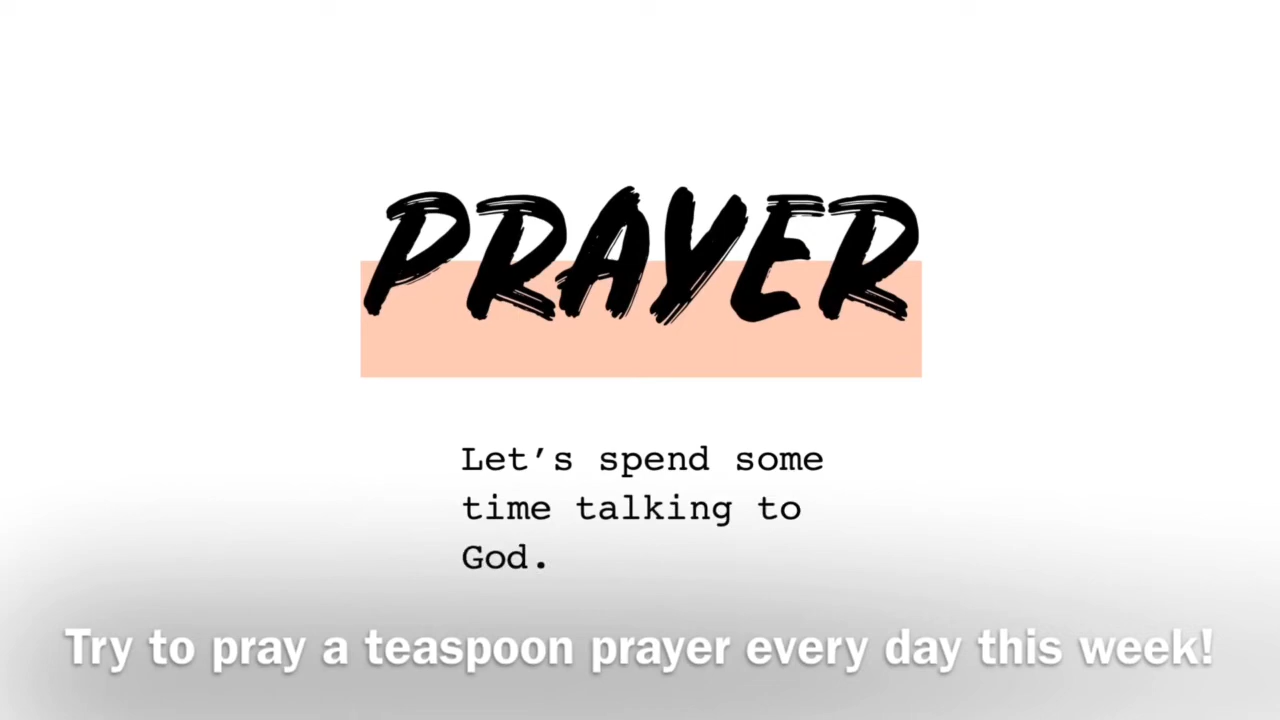 PRAYER
Let’s spend some
time talking to
God.
Try to pray a teaspoon prayer every day this week!